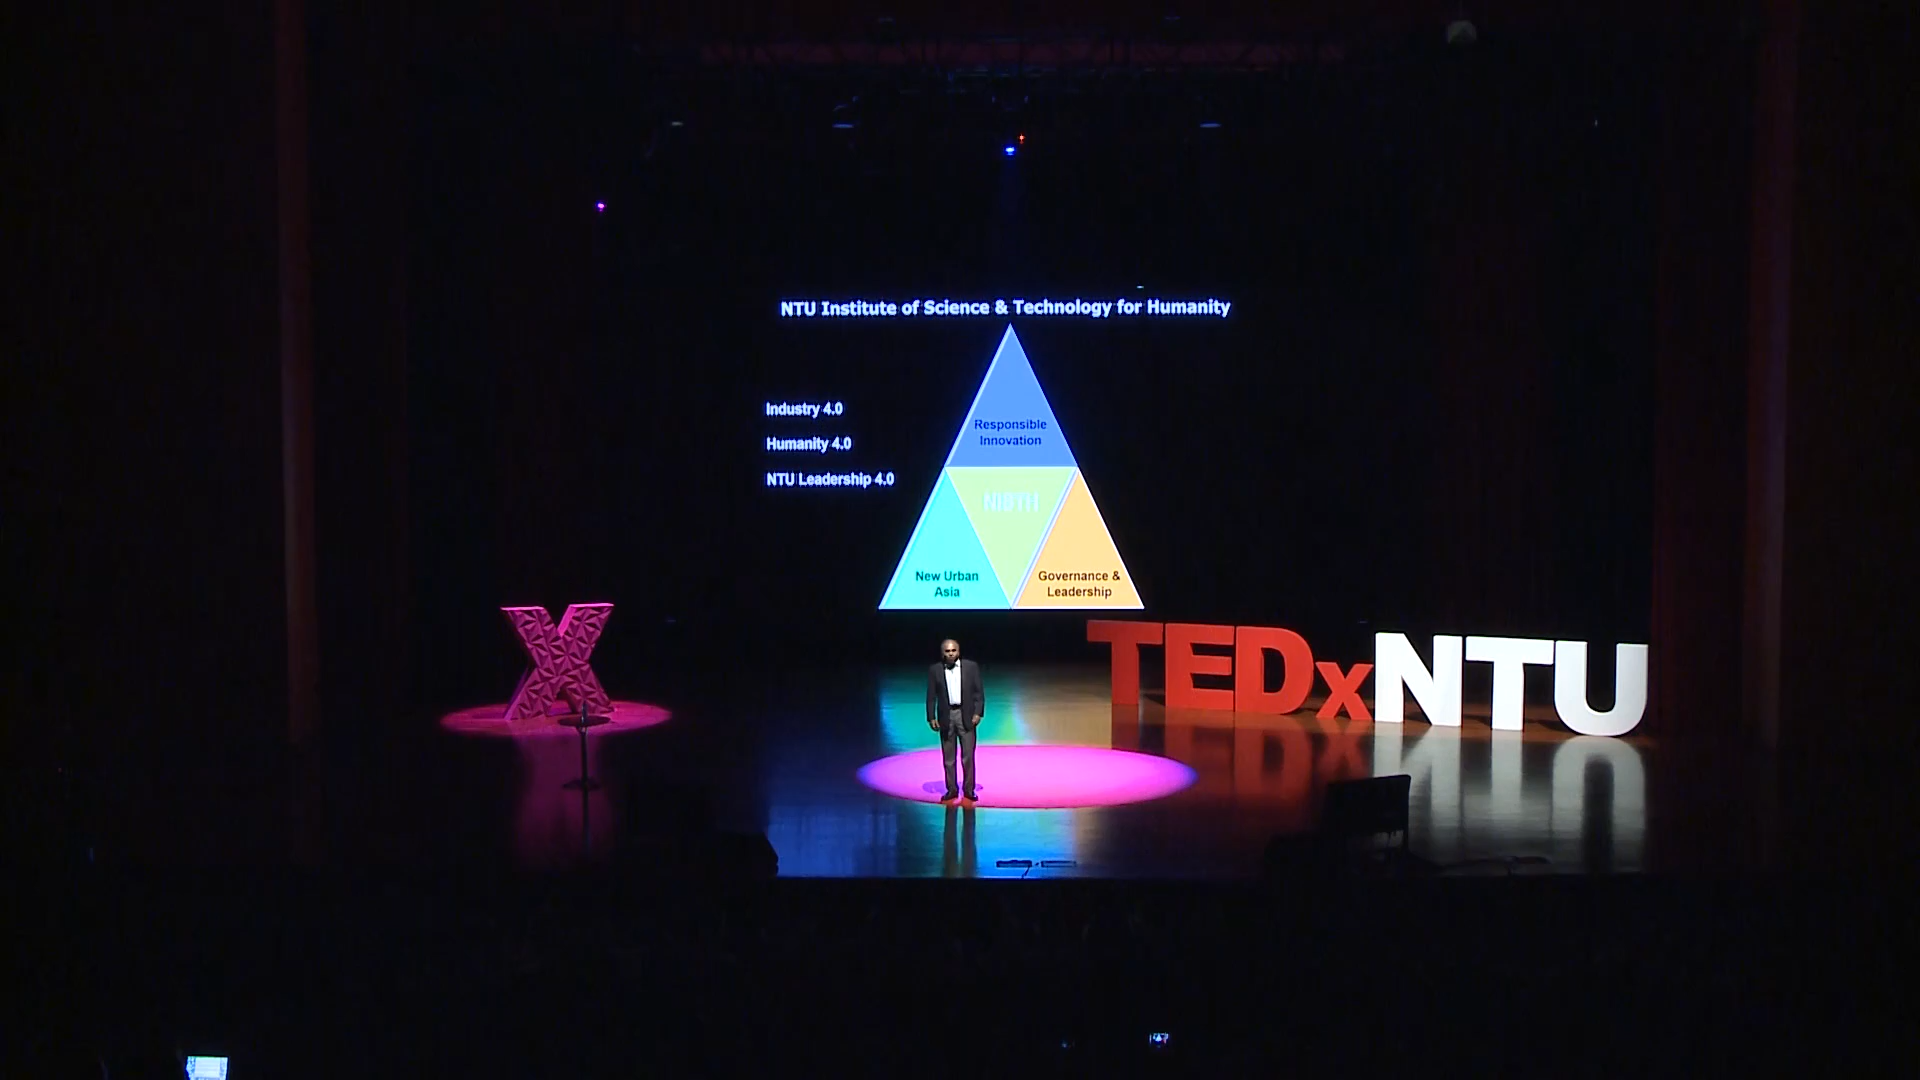 NTU Institute of Science & Technology for Humanity
Industry 4.0
Humanity 4.0
NTU Leadership 4.0
Responsible
Innovation
NISTH
New Urban
Asia
Governance &
Leadership
X
TEDxNTU